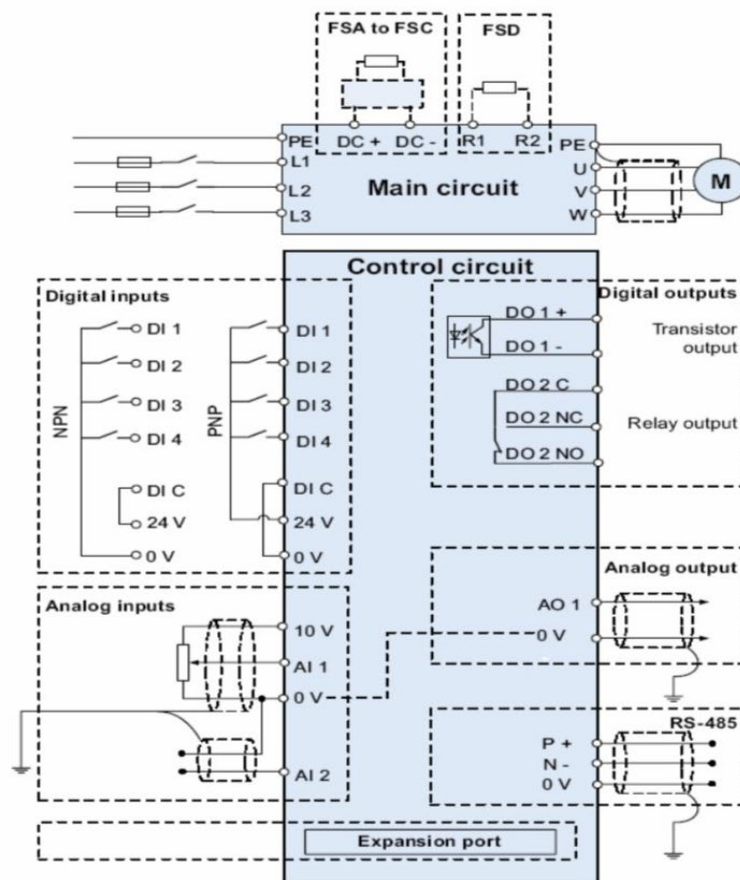 FSA to FSC
FSD
PE
DC +
DC -
R1
R2
PE
L1
L2
L3
Main circuit
U
V
W
M
Control circuit
Digital inputs
NPN
DI 1
DI 2
DI 3
DI 4
DI C
24 V
0 V
PNP
DI 1
DI 2
DI 3
DI 4
DI C
24 V
0 V
Digital outputs
DO 1 +
DO 1 -
Transistor
output
DO 2 C
DO 2 NC
DO 2 NO
Relay output
Analog inputs
10 V
AI 1
0 V
AI 2
Analog output
AO 1
0 V
RS-485
P +
N -
0 V
Expansion port